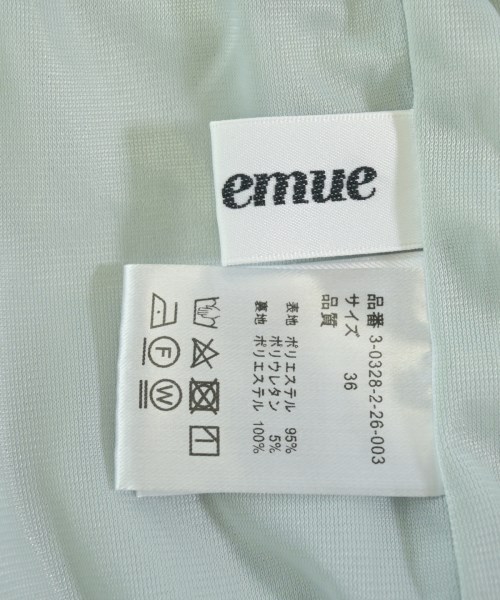 emue
品番 3-0328-2-26-003
サイズ 36
品質
表地 ポリエステル 95%
ポリウレタン 5%
裏地 ポリエステル 100%
F
W